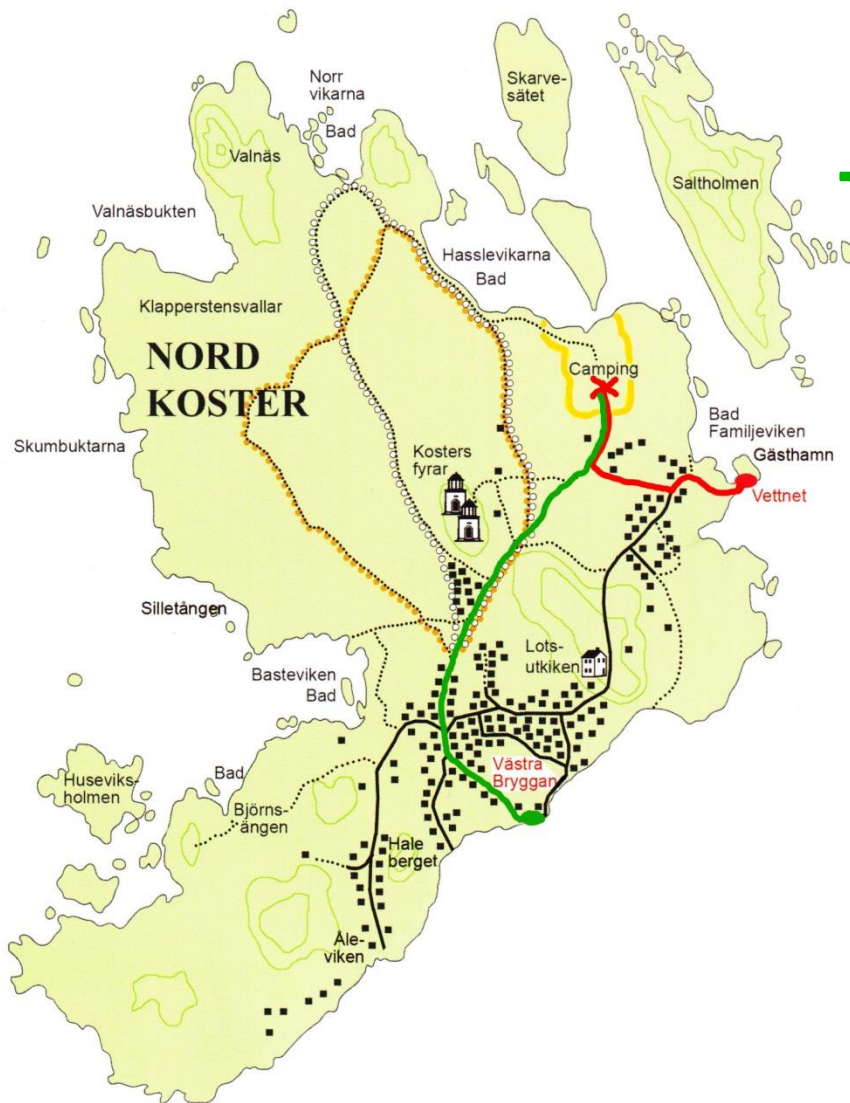 Norr
vikarna
Bad
Skarve-
sätet
Valnäs
Saltholmen
Valnäsbukten
Hasslevikarna
Bad
Klapperstensvallar
NORD
KOSTER
Camping
Bad
Familjeviken
Gästhamn
Skumbuktarna
Kosters
fyrar
Vettnet
Silletången
Lots-
utkiken
Basteviken
Bad
Västra
Bryggan
Bad
Huseviks-
holmen
Björns-
ängen
Hale
berget
Åle-
viken